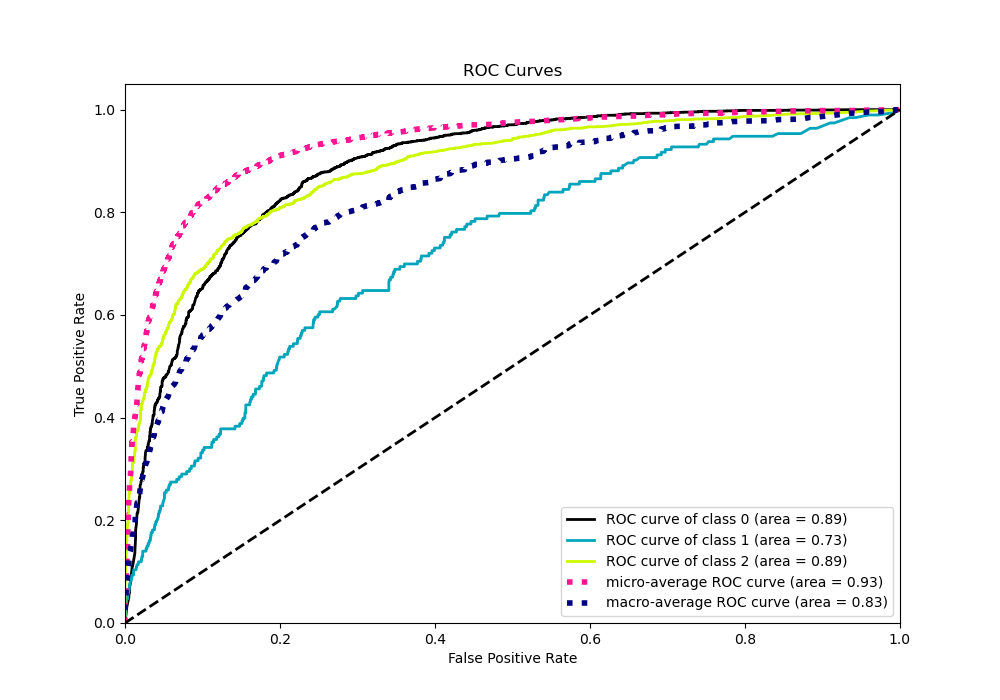 ROC Curves
True Positive Rate
1.0
0.8
0.6
0.4
0.2
0.0
0.0 0.2 0.4 0.6 0.8 1.0
False Positive Rate
ROC curve of class 0 (area = 0.89)
ROC curve of class 1 (area = 0.73)
ROC curve of class 2 (area = 0.89)
micro-average ROC curve (area = 0.93)
macro-average ROC curve (area = 0.83)